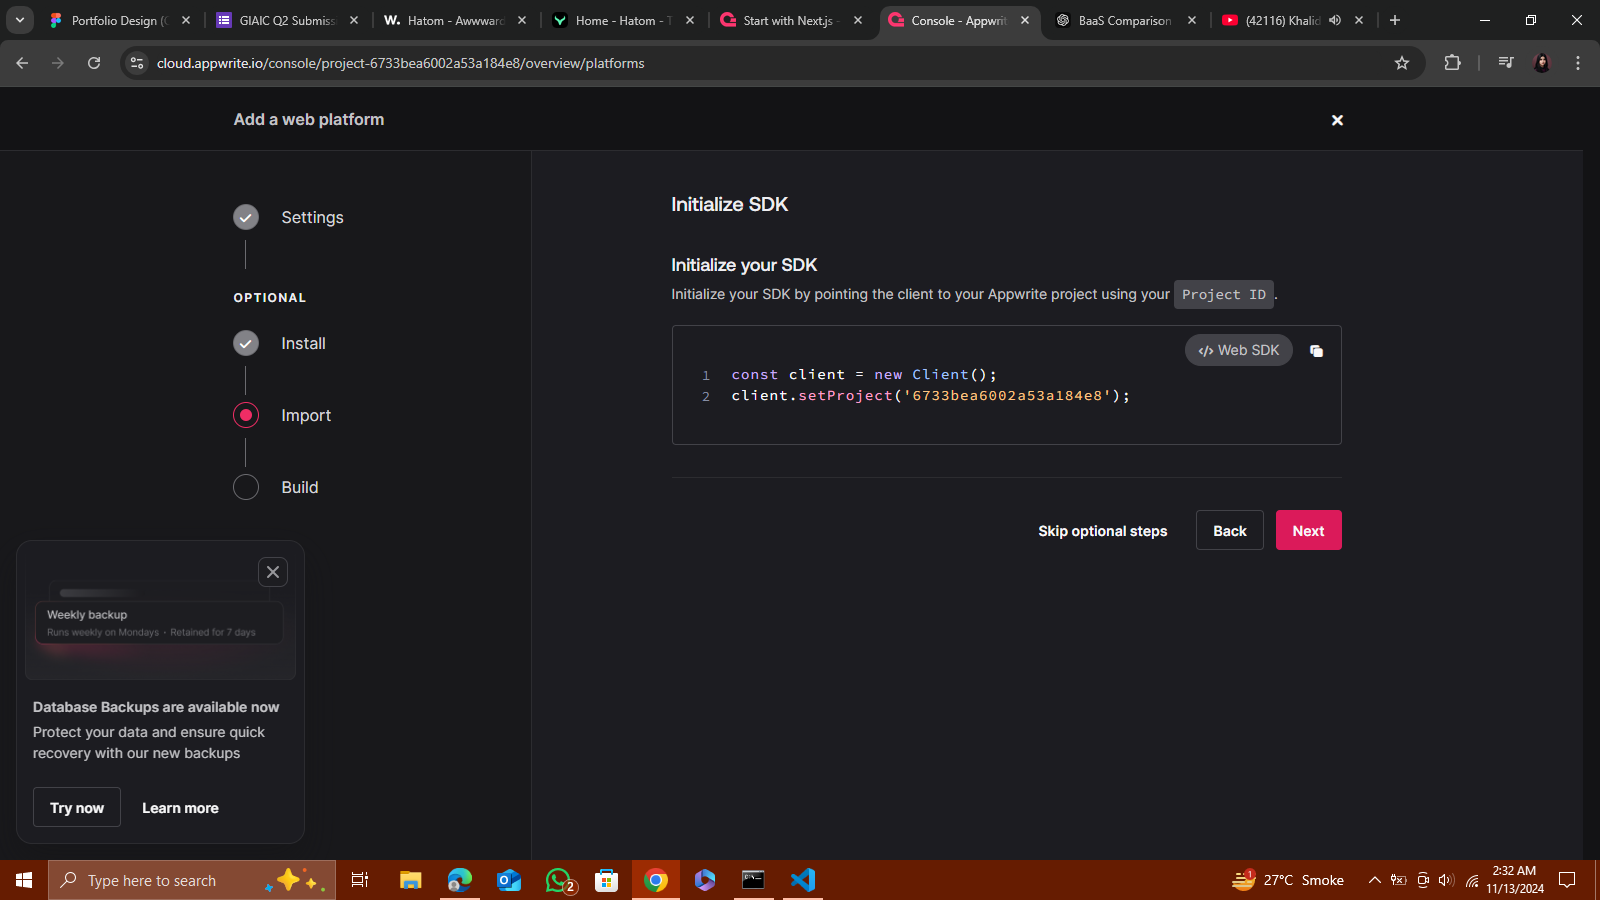 Portfolio Design (C
GIAIC Q2 Submiss
W. Hatom - Awwward
Home - Hatom - T
Start with Next.js -
Console - Appwrit
BaaS Comparison
(42116) Khalid
cloud.appwrite.io/console/project-6733bea6002a53a184e8/overview/platforms
Add a web platform
Settings
OPTIONAL
Install
Import
Build
Initialize SDK
Initialize your SDK
Initialize your SDK by pointing the client to your Appwrite project using your Project ID.
</> Web SDK
1 const client = new Client();
2 client.setProject('6733bea6002a53a184e8');
Skip optional steps
Back
Next
Weekly backup
Runs weekly on Mondays • Retained for 7 days
Database Backups are available now
Protect your data and ensure quick
recovery with our new backups
Try now
Learn more
Type here to search
2
1
27°C Smoke
2:32 AM
11/13/2024